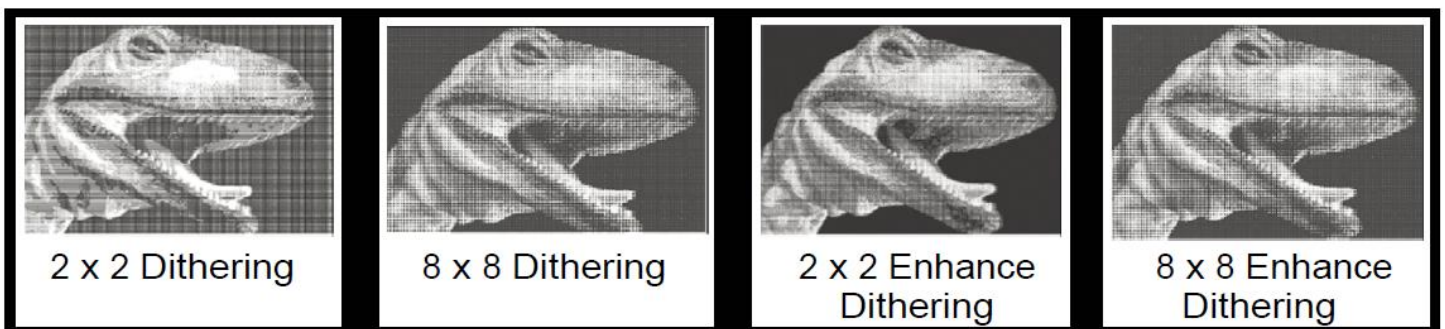 2 x 2 Dithering
8 x 8 Dithering
2 x 2 Enhance
Dithering
8 x 8 Enhance
Dithering